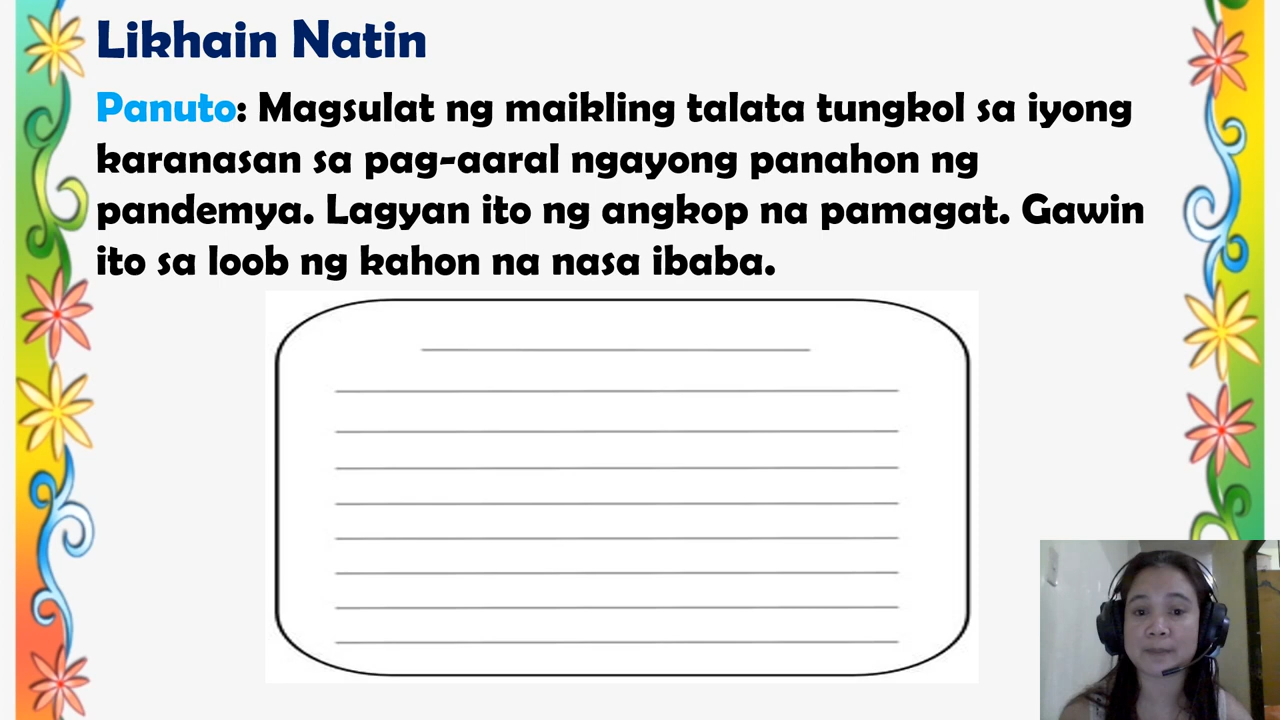 Likhain Natin
Panuto: Magsulat ng maikling talata tungkol sa iyong
karanasan sa pag-aaral ngayong panahon ng
pandemya. Lagyan ito ng angkop na pamagat. Gawin
ito sa loob ng kahon na nasa ibaba.